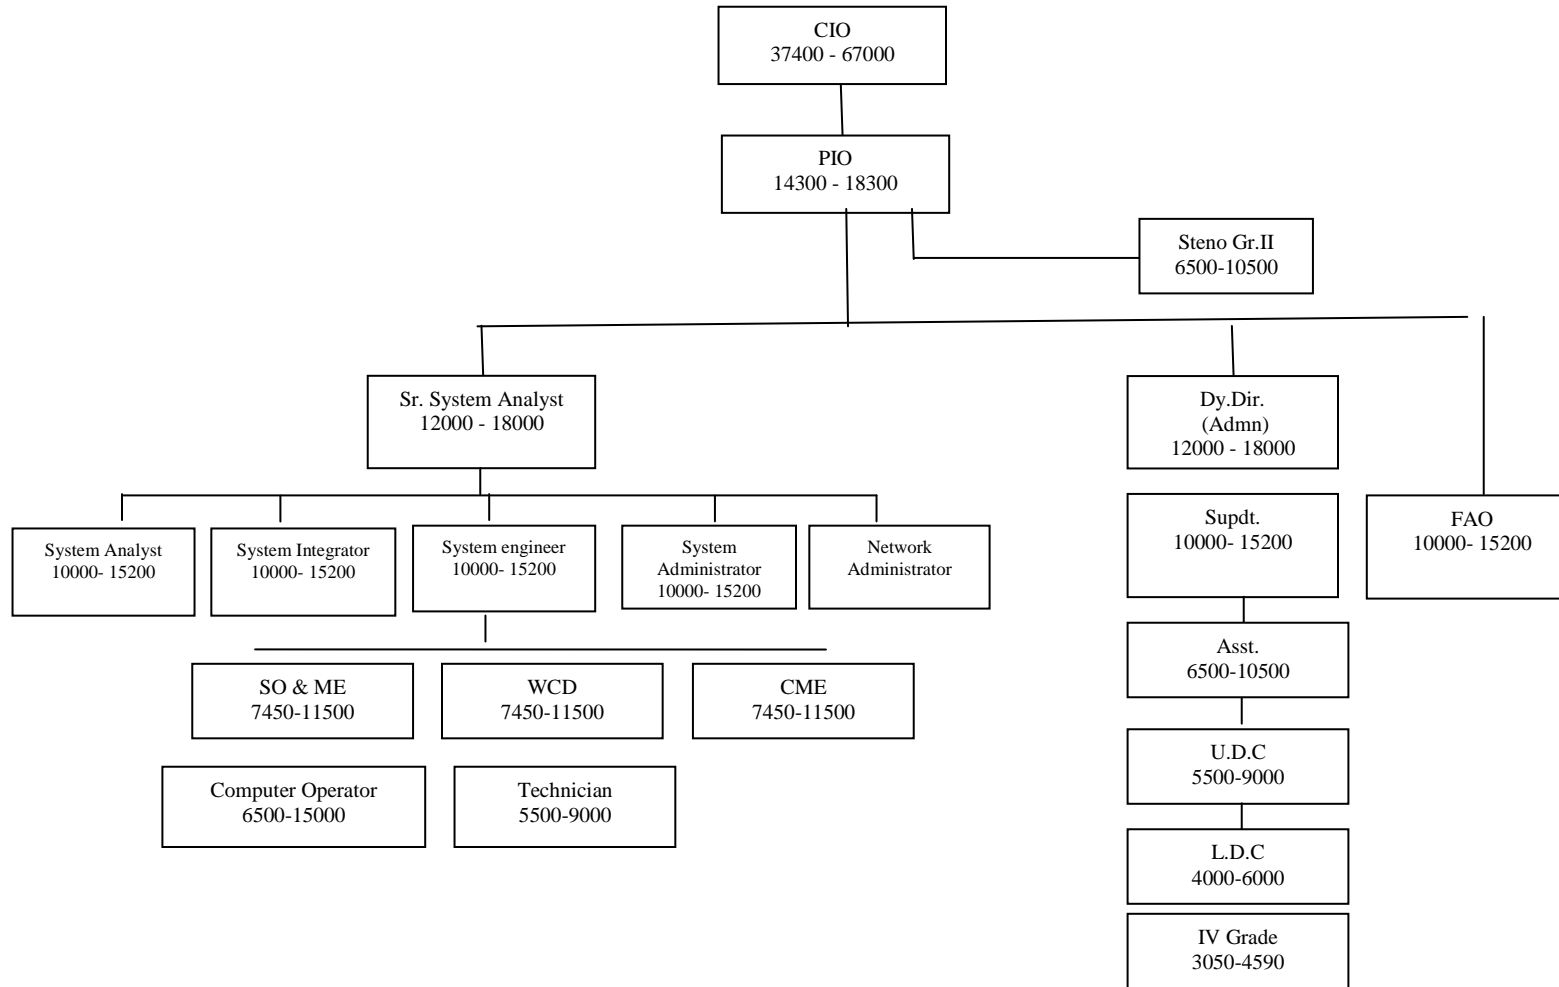 CIO
37400 - 67000
PIO
14300 - 18300
Steno Gr.II
6500-10500
Sr. System Analyst
12000 - 18000
Dy.Dir.
(Admn)
12000 - 18000
System Analyst
10000- 15200
System Integrator
10000- 15200
System engineer
10000- 15200
System
Administrator
10000- 15200
Network
Administrator
Supdt.
10000- 15200
FAO
10000- 15200
SO & ME
7450-11500
WCD
7450-11500
CME
7450-11500
Asst.
6500-10500
Computer Operator
6500-15000
Technician
5500-9000
U.D.C
5500-9000
L.D.C
4000-6000
IV Grade
3050-4590